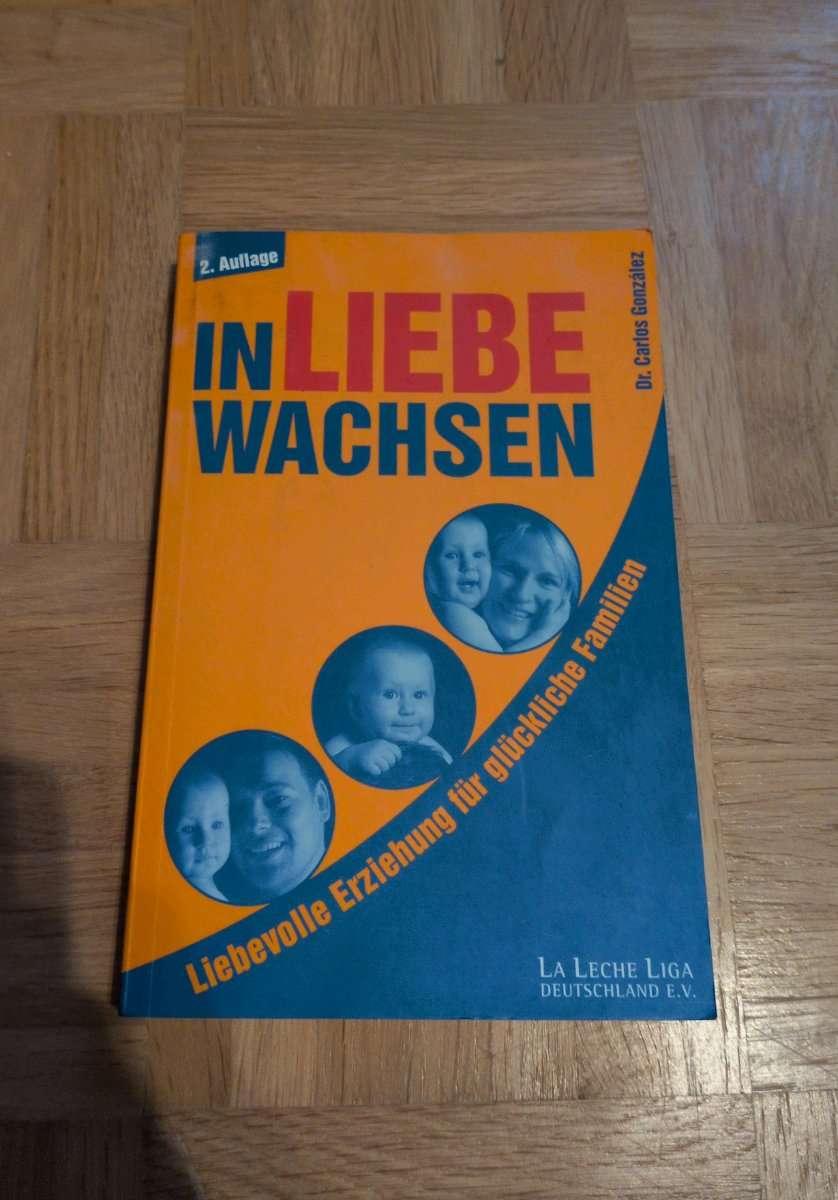 2. Auflage
Dr. Carlos González
IN LIEBE
WACHSEN
Liebevolle Erziehung für glückliche Familien
LA LECHE LIGA
DEUTSCHLAND E.V.